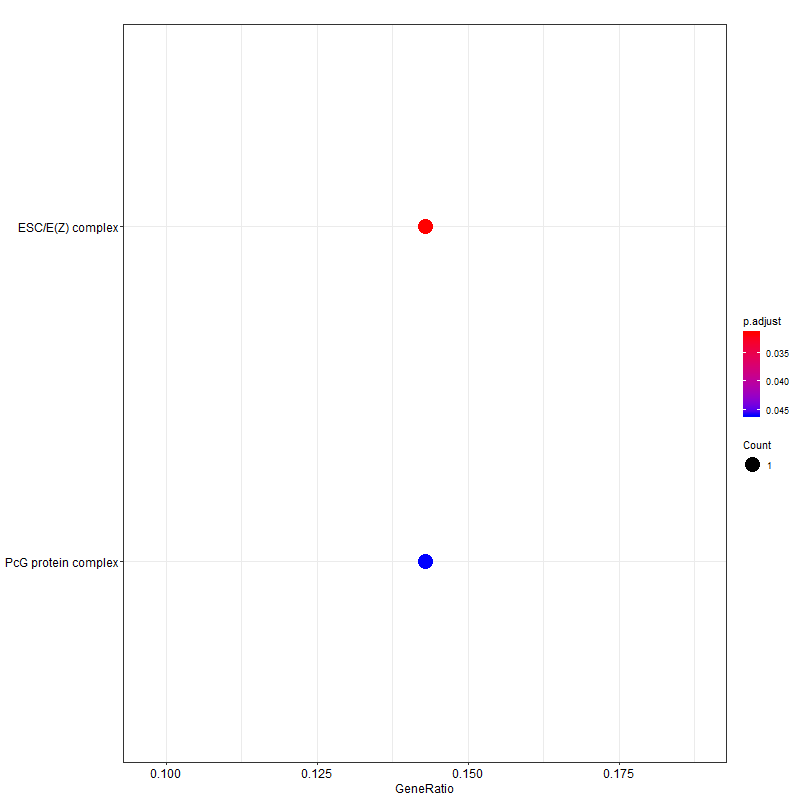 ESC/E(Z) complex
PcG protein complex
0.100
0.125
0.150
0.175
GeneRatio
p.adjust
0.035
0.040
0.045
Count
1